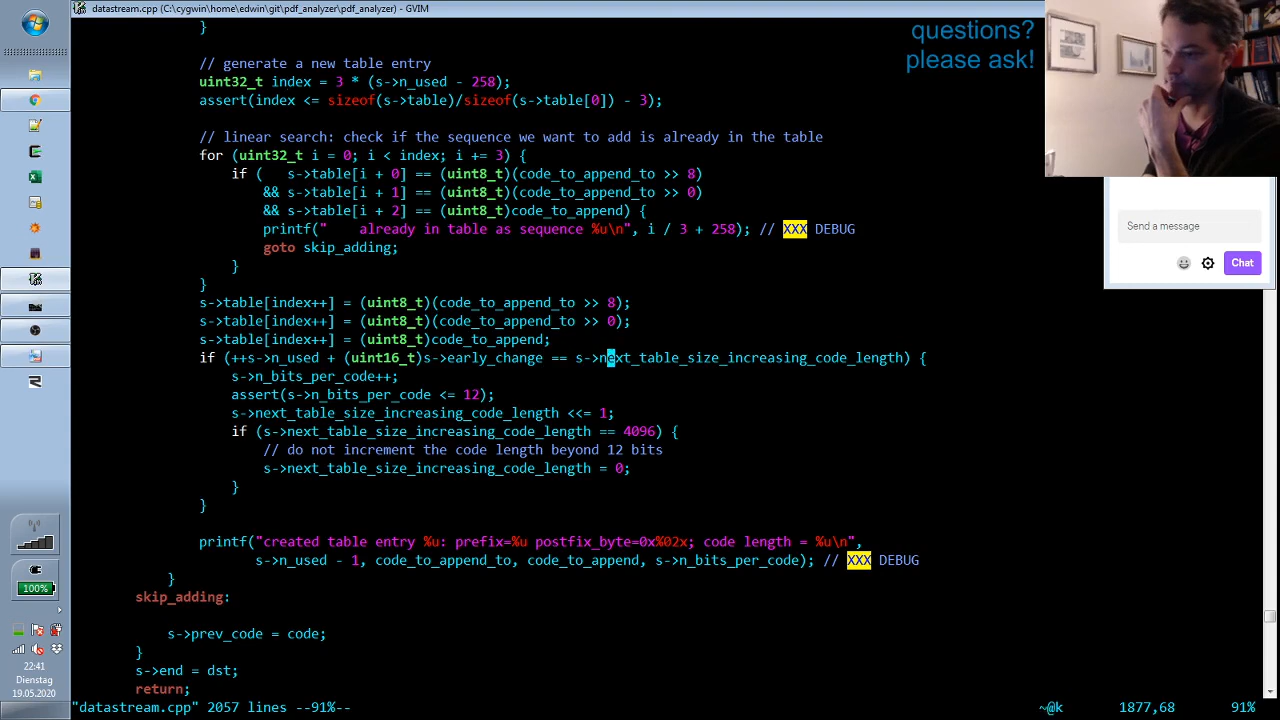 datastream.cpp (C:\cygwin\home\edwin\git\pdf_analyzer\pdf_analyzer) - GVIM
}
questions?
please ask!
// generate a new table entry
uint32_t index = 3 * (s->n_used - 258);
assert(index <= sizeof(s->table)/sizeof(s->table[0]) - 3);
// linear search: check if the sequence we want to add is already in the table
for (uint32_t i = 0; i < index; i += 3) {
if (   s->table[i + 0] == (uint8_t)(code_to_append_to >> 8)
&& s->table[i + 1] == (uint8_t)(code_to_append_to >> 0)
&& s->table[i + 2] == (uint8_t)code_to_append) {
printf("    already in table as sequence %u\n", i / 3 + 258); // XXX DEBUG
goto skip_adding;
}
}
s->table[index++] = (uint8_t)(code_to_append_to >> 8);
s->table[index++] = (uint8_t)(code_to_append_to >> 0);
s->table[index++] = (uint8_t)code_to_append;
if (++s->n_used + (uint16_t)s->early_change == s->next_table_size_increasing_code_length) {
s->n_bits_per_code++;
assert(s->n_bits_per_code <= 12);
s->next_table_size_increasing_code_length <<= 1;
if (s->next_table_size_increasing_code_length == 4096) {
// do not increment the code length beyond 12 bits
s->next_table_size_increasing_code_length = 0;
}
}
printf("created table entry %u: prefix=%u postfix_byte=0x%02x; code length = %u\n",
s->n_used - 1, code_to_append_to, code_to_append, s->n_bits_per_code); // XXX DEBUG
}
skip_adding:
s->prev_code = code;
}
s->end = dst;
return;
"datastream.cpp" 2057 lines --91%--
~@k
1877,68
91%
Send a message
Chat
100%
22:41
Dienstag
19.05.2020